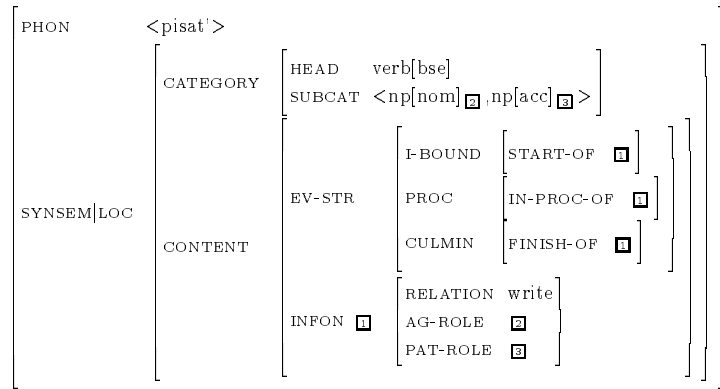 PHON <pisat'>
HEAD verb[bse]
CATEGORY
SUBCAT <np[nom] 2 ,np[acc] 3 >
I-BOUND START-OF 1
EV-STR PROC IN-PROC-OF 1
SYNSEM|LOC
CULMIN FINISH-OF 1
CONTENT
RELATION write
INFON 1 AG-ROLE 2
PAT-ROLE 3